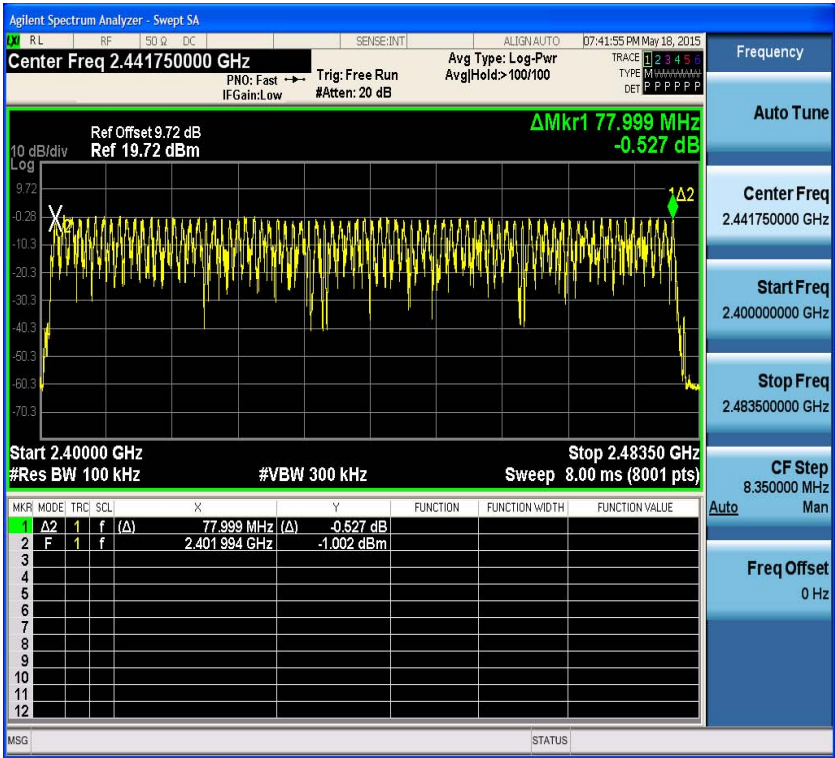 Agilent Spectrum Analyzer - Swept SA
RL RF 50 Ω DC SENSE:INT ALIGN AUTO 07:41:55 PM May 18, 2015
Center Freq 2.441750000 GHz
PNO: Fast
IFGain:Low
Trig: Free Run
#Atten: 20 dB
Avg Type: Log-Pwr
Avg|Hold:> 100/100
TRACE 1 2 3 4 5 6
TYPE M
DET P P P P P P
ΔMkr1 77.999 MHz
-0.527 dB
Ref Offset 9.72 dB
10 dB/div Ref 19.72 dBm
Log
9.72
-0.28
-10.3
-20.3
-30.3
-40.3
-50.3
-60.3
-70.3
1Δ2
2
Start 2.40000 GHz Stop 2.48350 GHz
#Res BW 100 kHz #VBW 300 kHz Sweep 8.00 ms (8001 pts)
MKR MODE TRC SCL X Y FUNCTION FUNCTION WIDTH FUNCTION VALUE
1 Δ2 1 f (Δ) 77.999 MHz (Δ) -0.527 dB
2 F 1 f 2.401 994 GHz -1.002 dBm
3
4
5
6
7
8
9
10
11
12
MSG STATUS
Frequency
Auto Tune
Center Freq
2.441750000 GHz
Start Freq
2.400000000 GHz
Stop Freq
2.483500000 GHz
CF Step
8.350000 MHz
Auto Man
Freq Offset
0 Hz